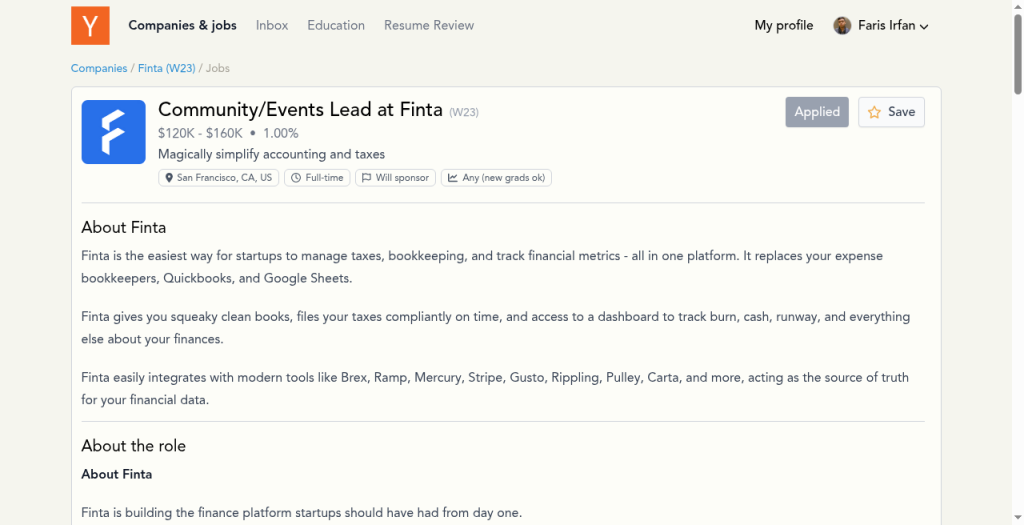 Y Companies & jobs Inbox Education Resume Review My profile Faris Irfan
Companies / Finta (W23) / Jobs
Community/Events Lead at Finta (W23) Applied Save
$120K - $160K • 1.00%
Magically simplify accounting and taxes
San Francisco, CA, US Full-time Will sponsor Any (new grads ok)
About Finta
Finta is the easiest way for startups to manage taxes, bookkeeping, and track financial metrics - all in one platform. It replaces your expense
bookkeepers, Quickbooks, and Google Sheets.
Finta gives you squeaky clean books, files your taxes compliantly on time, and access to a dashboard to track burn, cash, runway, and everything
else about your finances.
Finta easily integrates with modern tools like Brex, Ramp, Mercury, Stripe, Gusto, Rippling, Pulley, Carta, and more, acting as the source of truth
for your financial data.
About the role
About Finta
Finta is building the finance platform startups should have had from day one.